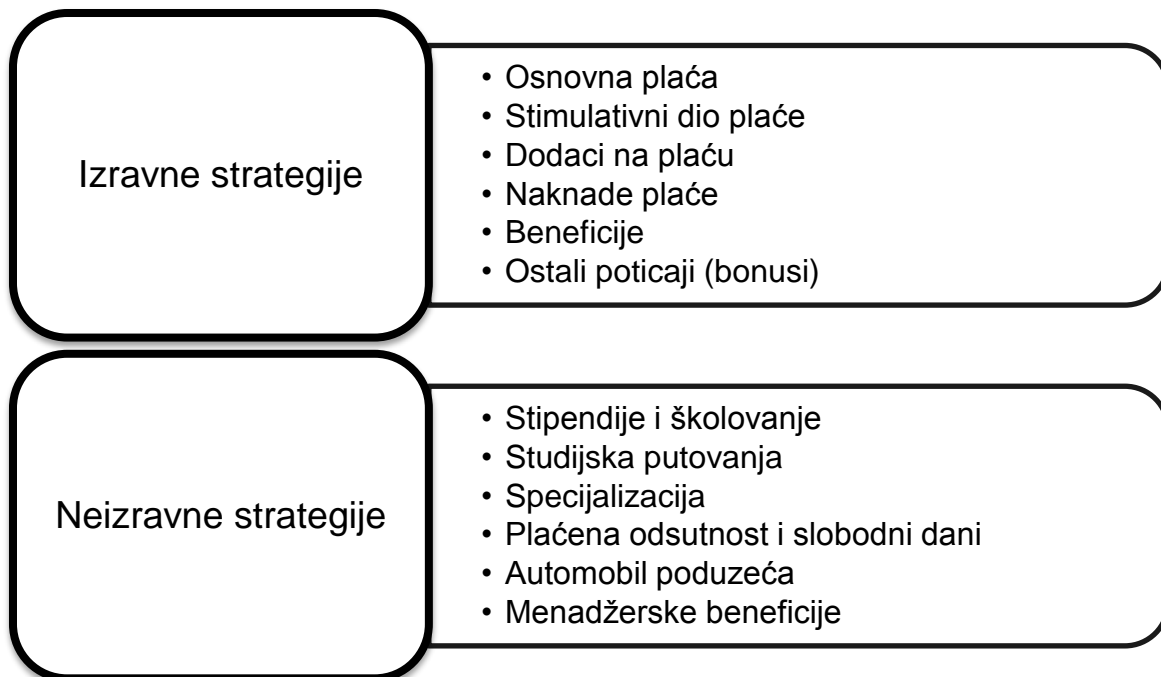 Izravne strategije
• Osnovna plaća
• Stimulativni dio plaće
• Dodaci na plaću
• Naknade plaće
• Beneficije
• Ostali poticaji (bonusi)
Neizravne strategije
• Stipendije i školovanje
• Studijska putovanja
• Specijalizacija
• Plaćena odsutnost i slobodni dani
• Automobil poduzeća
• Menadžerske beneficije